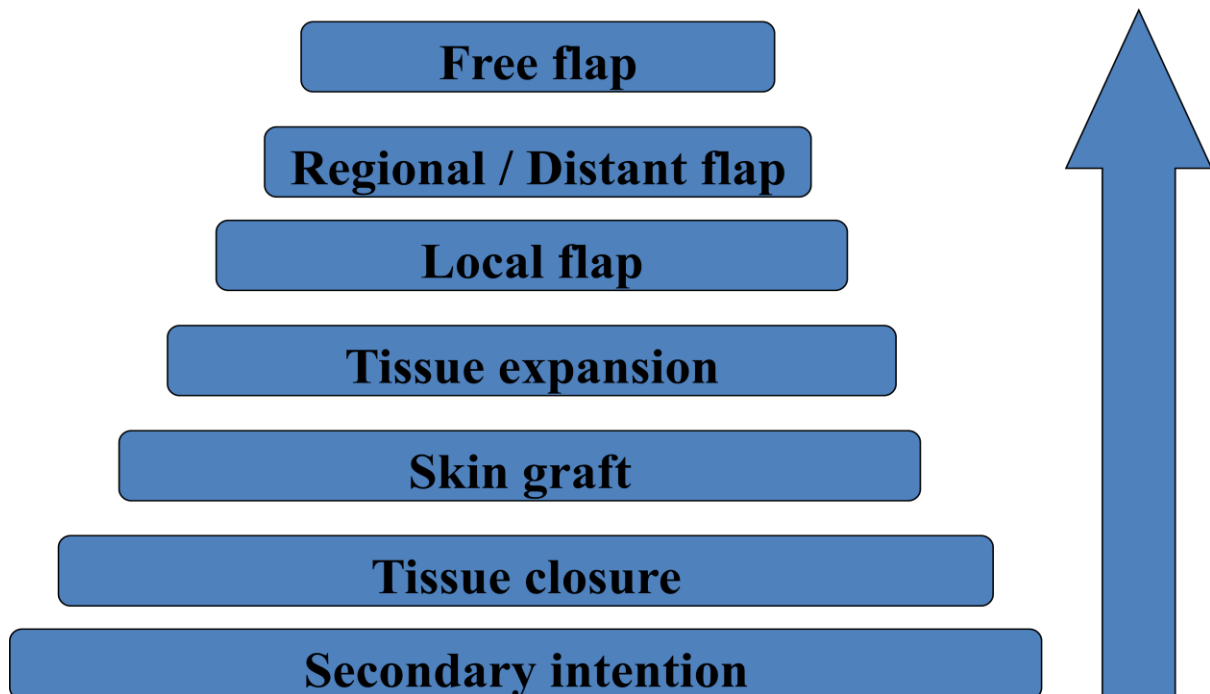 Free flap
Regional / Distant flap
Local flap
Tissue expansion
Skin graft
Tissue closure
Secondary intention